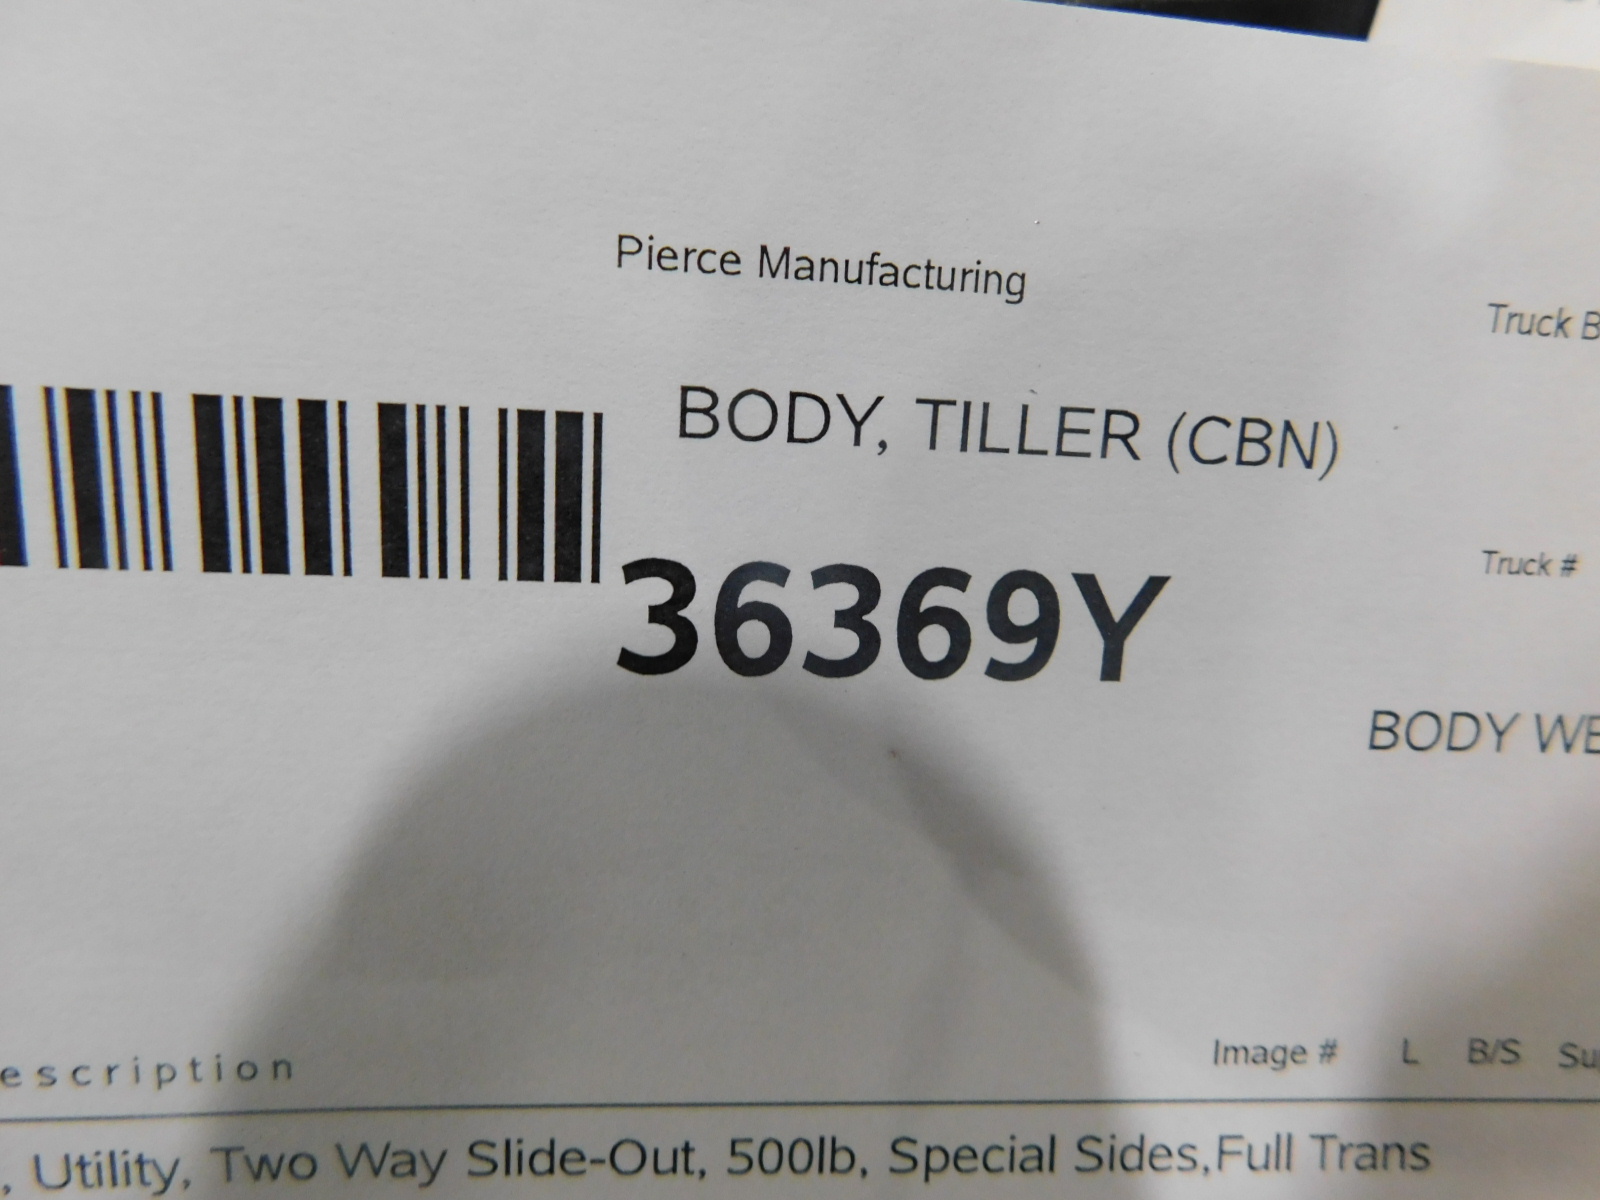 Pierce Manufacturing
Truck B
BODY, TILLER (CBN)
36369Y
Truck #
BODY WE
escription
Image # L B/S Su
, Utility, Two Way Slide-Out, 500lb, Special Sides,Full Trans